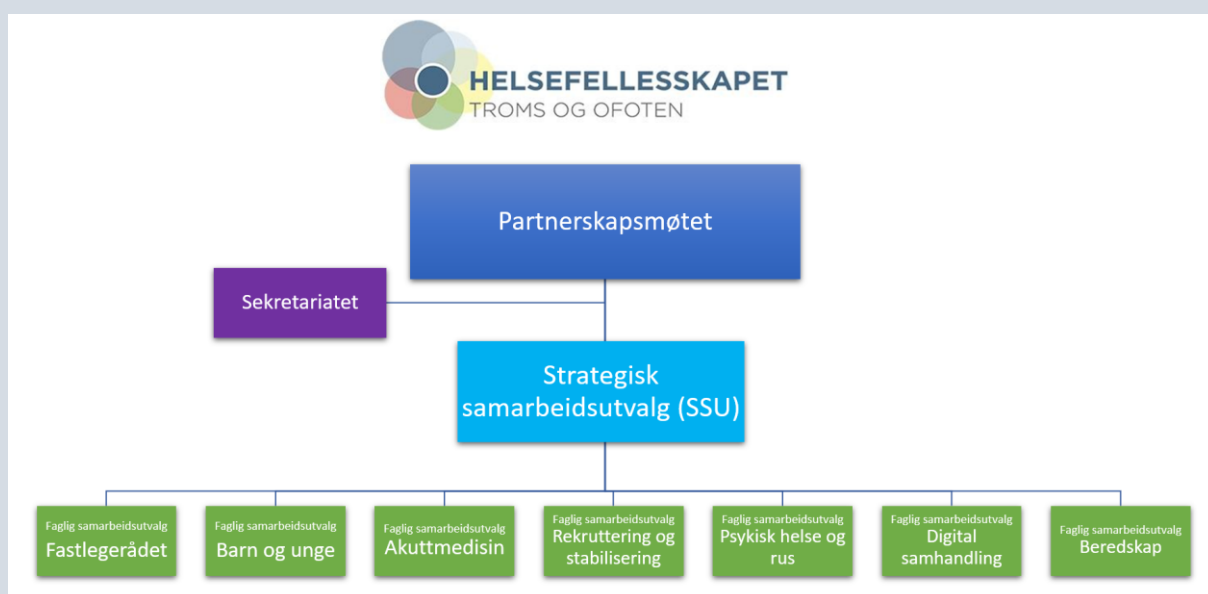 HELSEFELLESSKAPET
TROMS OG OFOTEN
Partnerskapsmøtet
Sekretariatet
Strategisk
samarbeidsutvalg (SSU)
Faglig samarbeidsutvalg
Fastlegerådet
Faglig samarbeidsutvalg
Barn og unge
Faglig samarbeidsutvalg
Akuttmedisin
Faglig samarbeidsutvalg
Rekruttering og
stabilisering
Faglig samarbeidsutvalg
Psykisk helse og
rus
Faglig samarbeidsutvalg
Digital
samhandling
Faglig samarbeidsutvalg
Beredskap